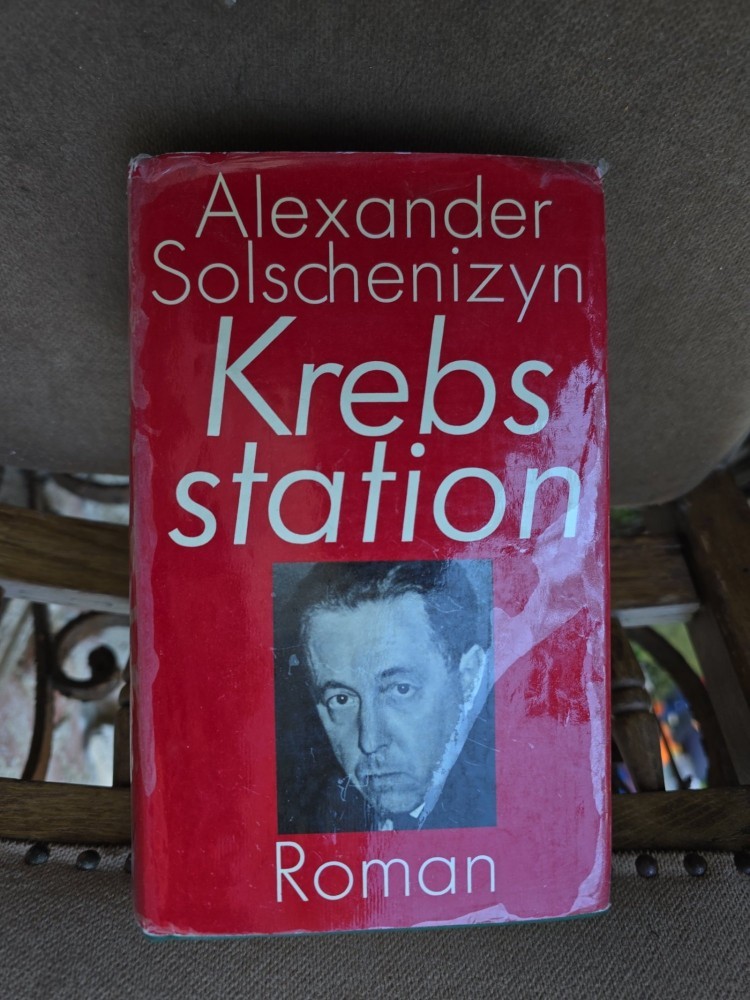 Alexander
Solschenizyn
Krebs
station
Roman